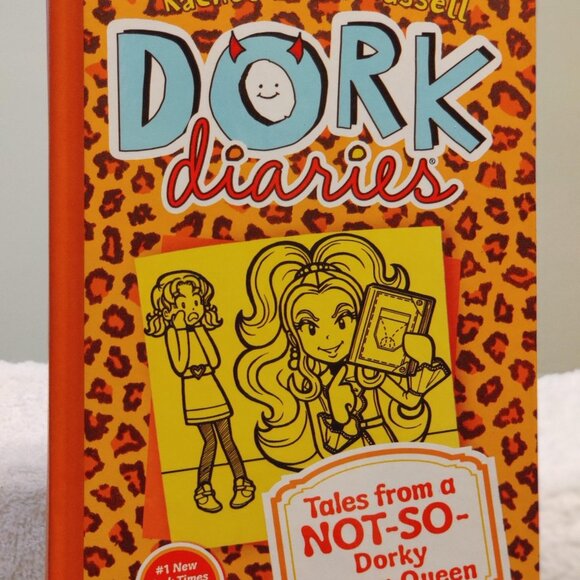 DORK
diaries®
Tales from a
NOT-SO-
Dorky
Queen
#1 New
Times